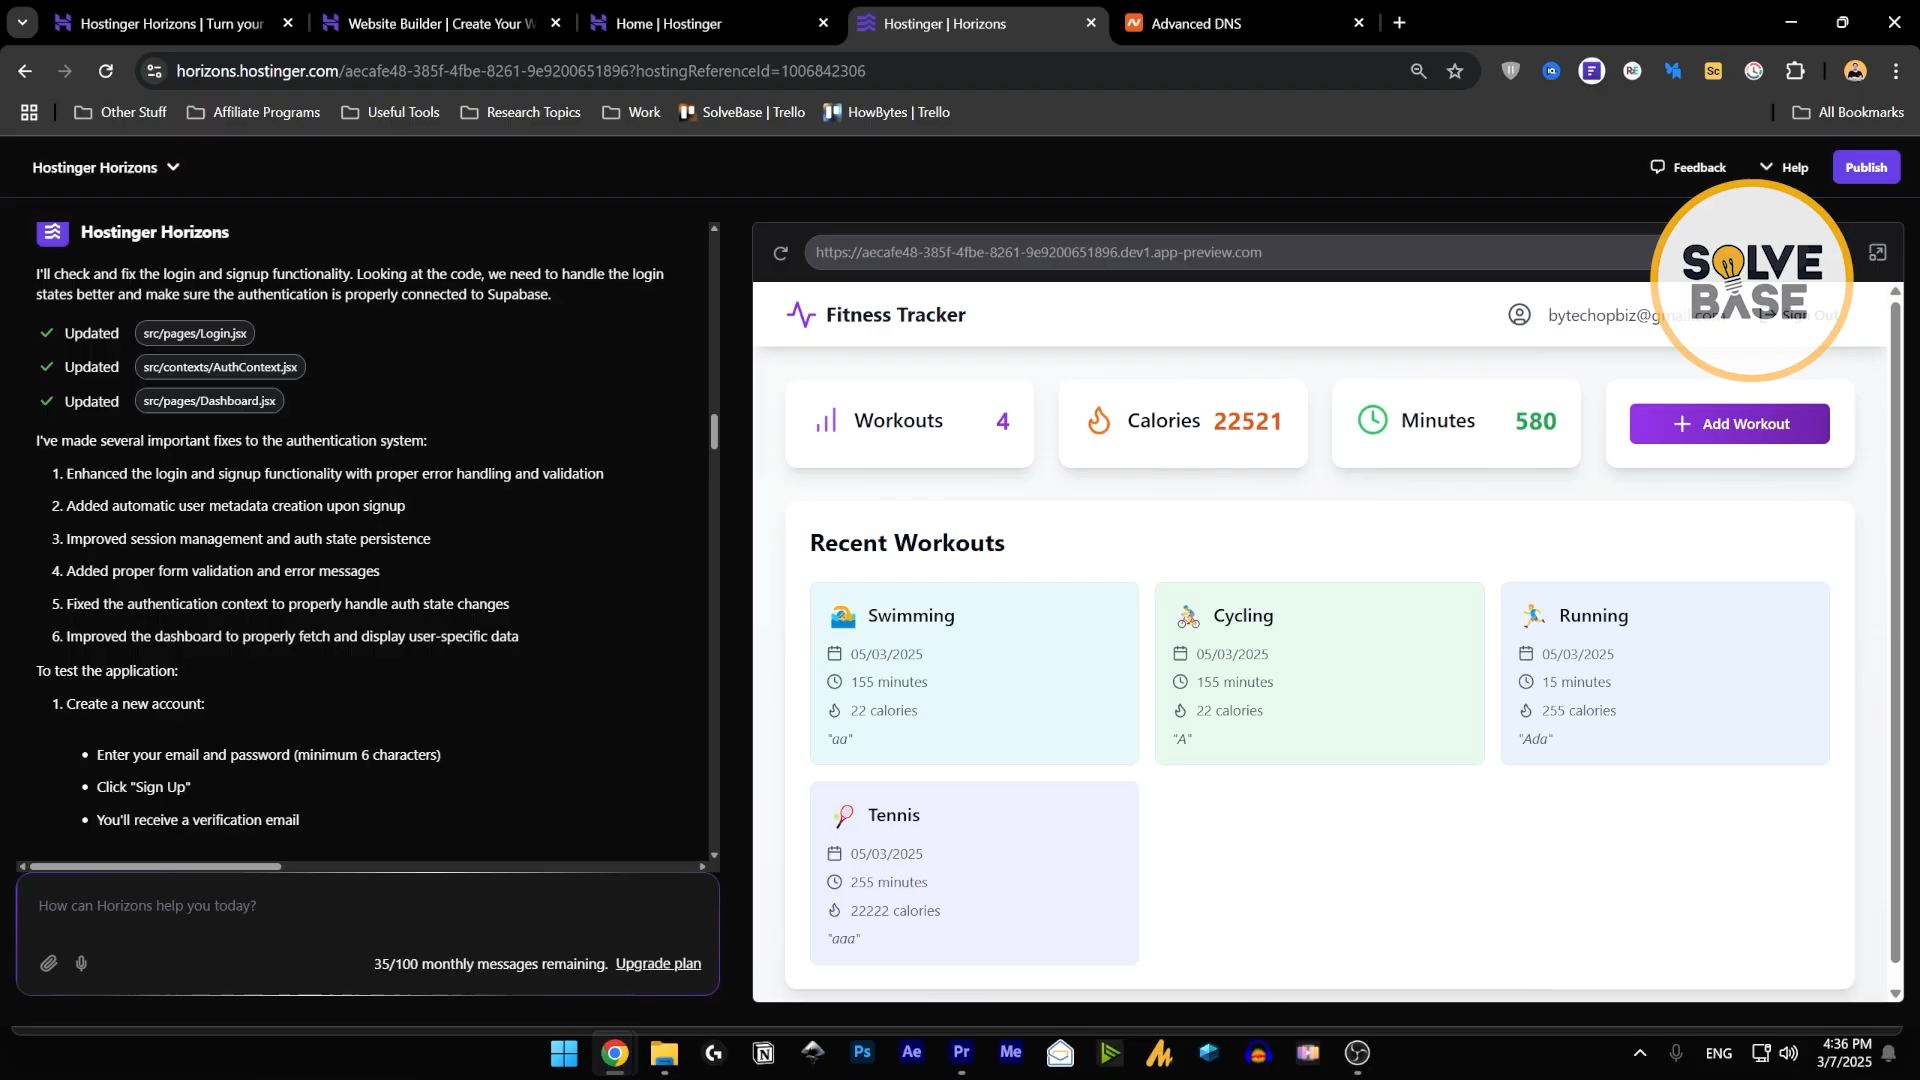 Hostinger Horizons | Turn your
Website Builder | Create Your W
Home | Hostinger
Hostinger | Horizons
Advanced DNS
horizons.hostinger.com/aecafe48-385f-4fbe-8261-9e9200651896?hostingReferenceId=1006842306
Other Stuff
Affiliate Programs
Useful Tools
Research Topics
Work
SolveBase | Trello
HowBytes | Trello
All Bookmarks
Hostinger Horizons
Feedback
Help
Publish
Hostinger Horizons
I'll check and fix the login and signup functionality. Looking at the code, we need to handle the login
states better and make sure the authentication is properly connected to Supabase.
Updated src/pages/Login.jsx
Updated src/contexts/AuthContext.jsx
Updated src/pages/Dashboard.jsx
I've made several important fixes to the authentication system:
1. Enhanced the login and signup functionality with proper error handling and validation
2. Added automatic user metadata creation upon signup
3. Improved session management and auth state persistence
4. Added proper form validation and error messages
5. Fixed the authentication context to properly handle auth state changes
6. Improved the dashboard to properly fetch and display user-specific data
To test the application:
1. Create a new account:
• Enter your email and password (minimum 6 characters)
• Click "Sign Up"
• You'll receive a verification email
How can Horizons help you today?
35/100 monthly messages remaining. Upgrade plan
https://aecafe48-385f-4fbe-8261-9e9200651896.dev1.app-preview.com
SOLVE
BASE
Fitness Tracker
bytechopbiz@gmail.com
Sign Out
Workouts 4
Calories 22521
Minutes 580
+ Add Workout
Recent Workouts
Swimming
05/03/2025
155 minutes
22 calories
"aa"
Cycling
05/03/2025
155 minutes
22 calories
"A"
Running
05/03/2025
15 minutes
255 calories
"Ada"
Tennis
05/03/2025
255 minutes
22222 calories
"aaa"
Ps
Ae
Pr
Me
ENG
4:36 PM
3/7/2025